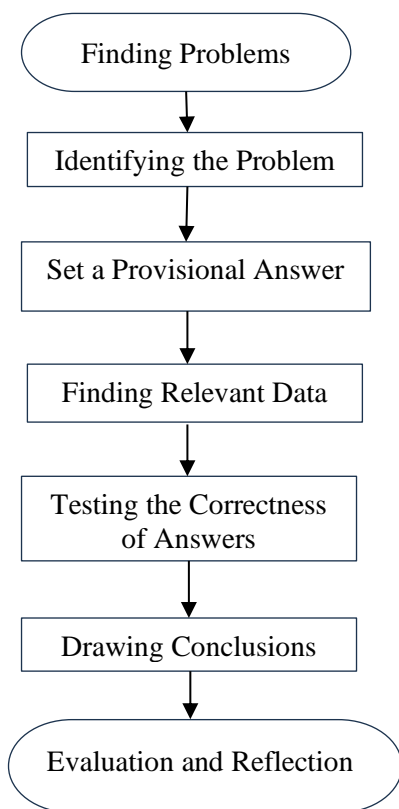 Finding Problems
Identifying the Problem
Set a Provisional Answer
Finding Relevant Data
Testing the Correctness
of Answers
Drawing Conclusions
Evaluation and Reflection